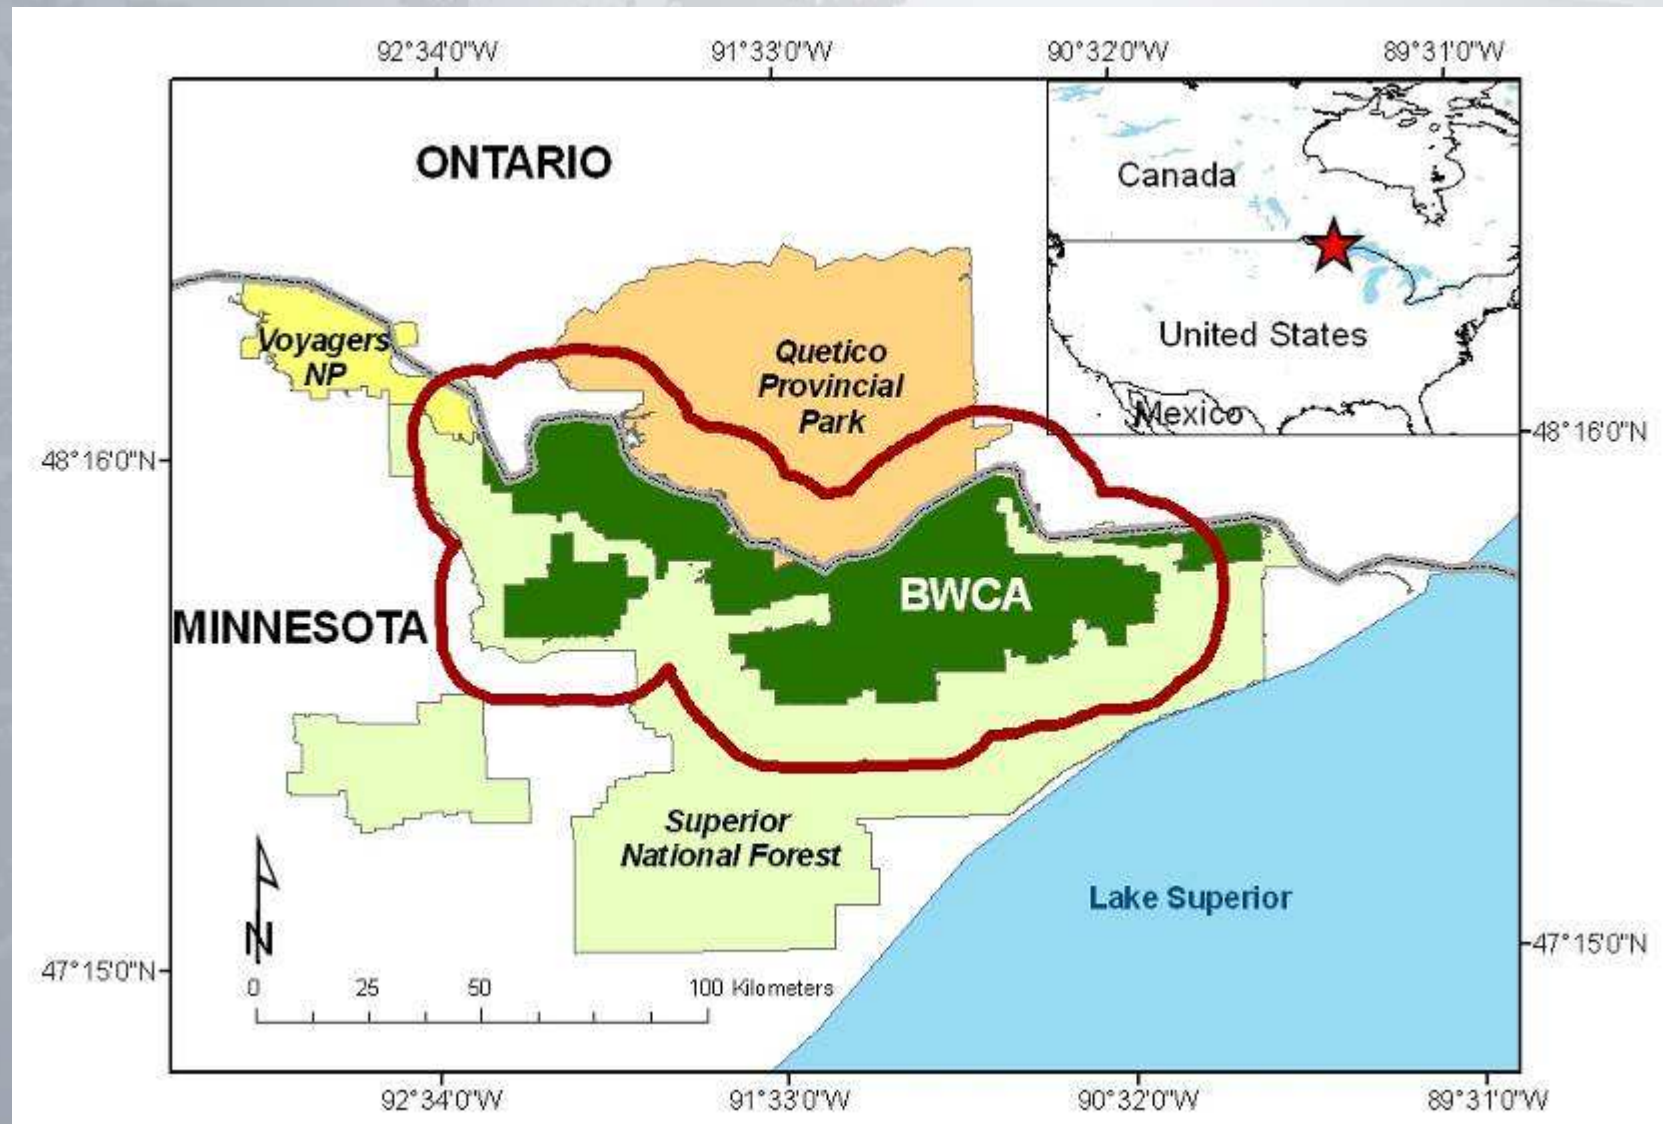 92°34'0"W
91°33'0"W
90°32'0"W
89°31'0"W
ONTARIO
Canada
United States
Mexico
Voyagers
NP
Quetico
Provincial
Park
48°16'0"N
48°16'0"N
BWCA
MINNESOTA
Superior
National Forest
Lake Superior
N
47°15'0"N
47°15'0"N
0 25 50 100 Kilometers
92°34'0"W
91°33'0"W
90°32'0"W
89°31'0"W